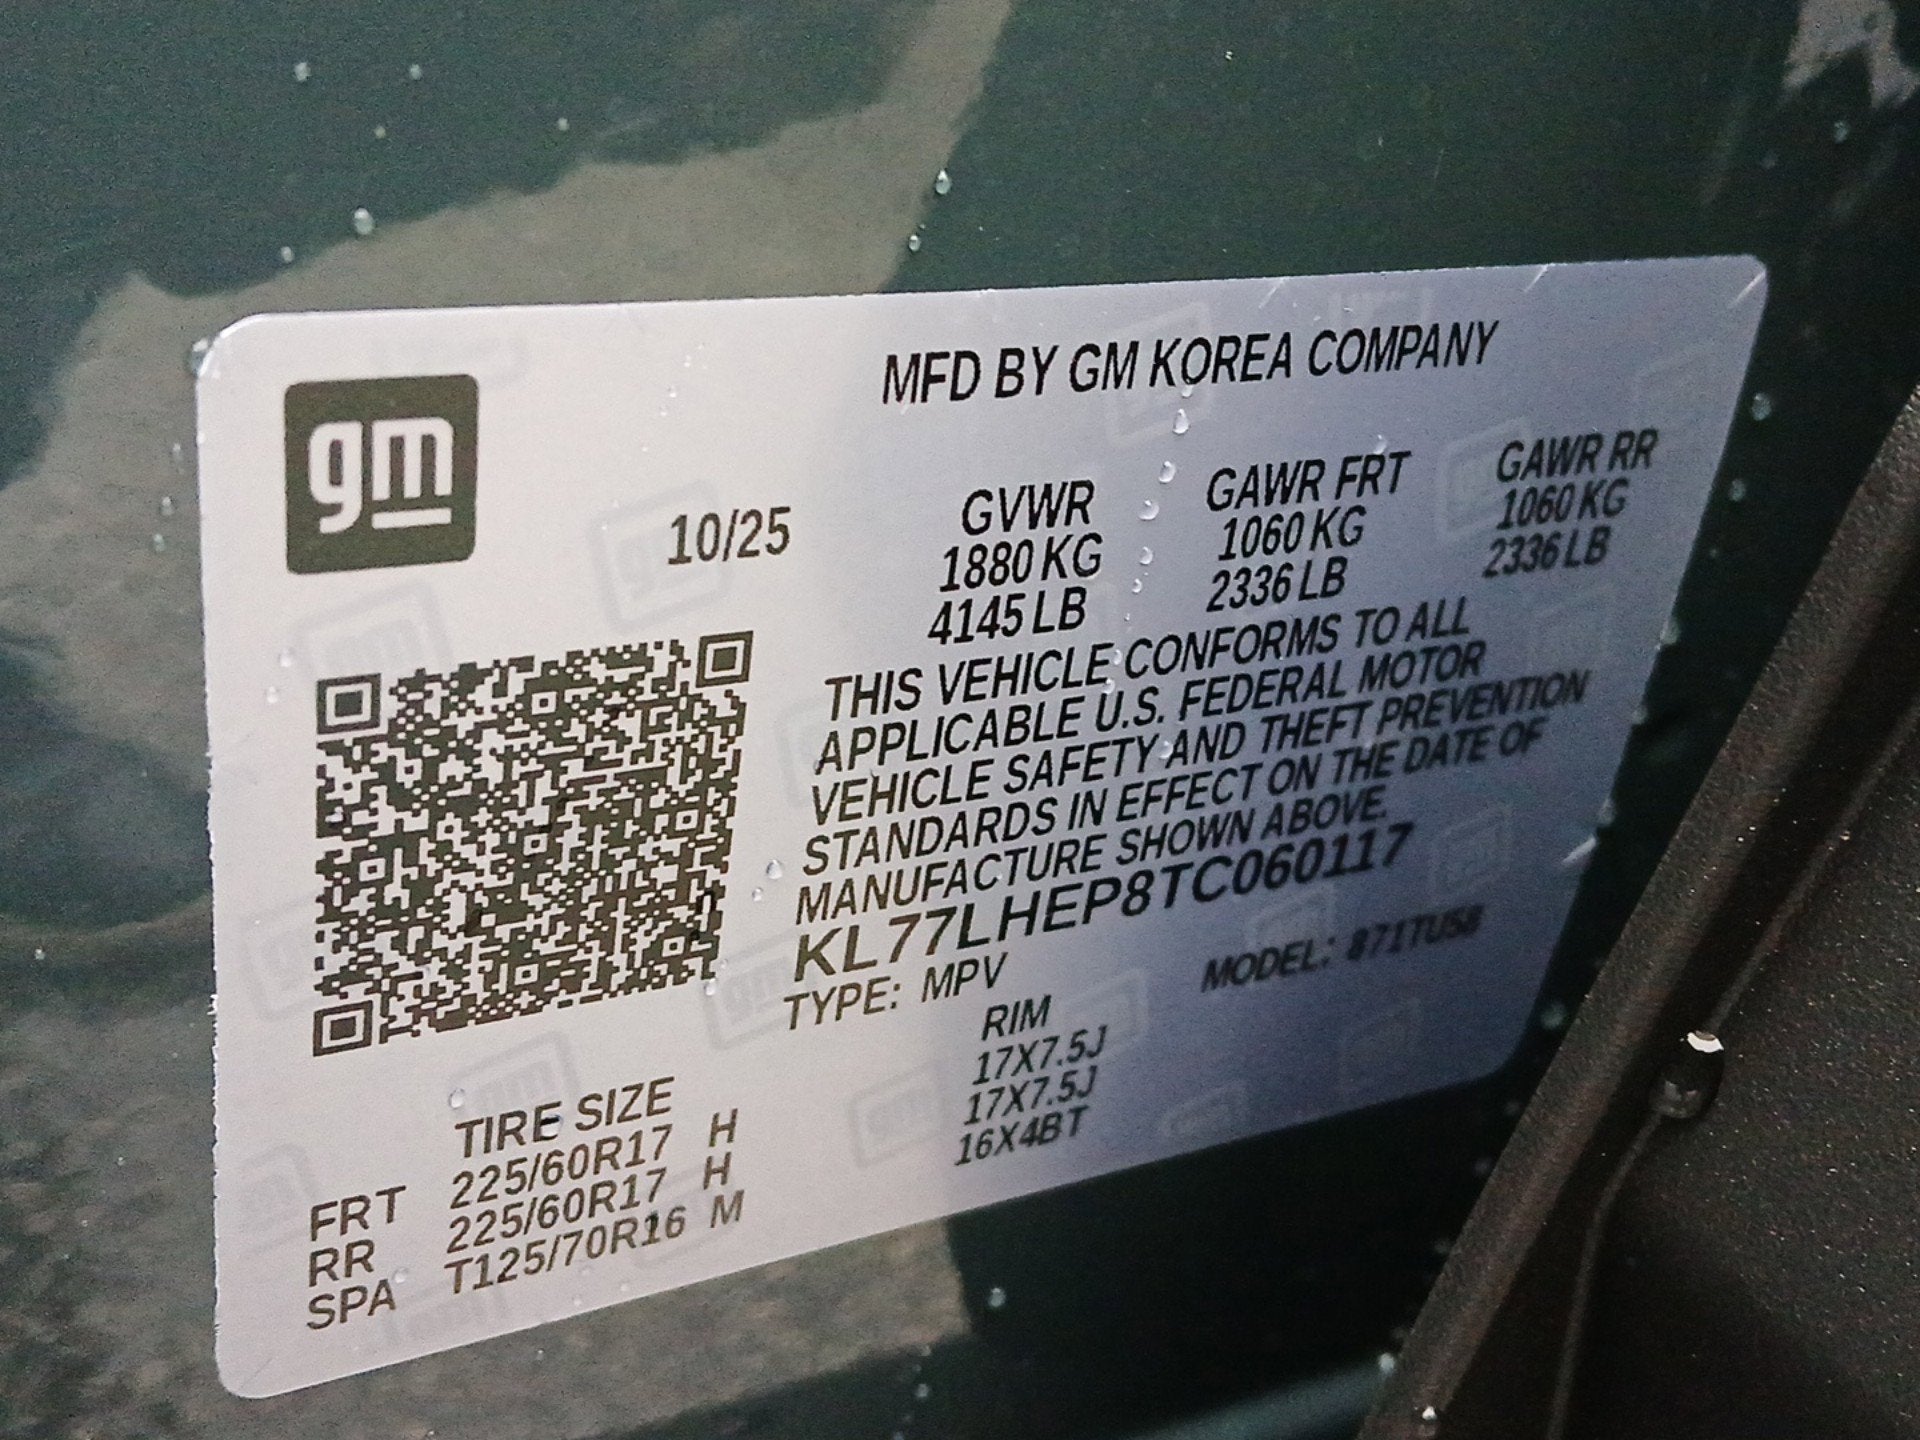 gm
MFD BY GM KOREA COMPANY
10/25
GVWR GAWR FRT GAWR RR
1880 KG 1060 KG 1060 KG
4145 LB 2336 LB 2336 LB
THIS VEHICLE CONFORMS TO ALL
APPLICABLE U.S. FEDERAL MOTOR
VEHICLE SAFETY AND THEFT PREVENTION
STANDARDS IN EFFECT ON THE DATE OF
MANUFACTURE SHOWN ABOVE.
KL77LHEP8TC060117
TYPE: MPV MODEL:
TIRE SIZE RIM
FRT 225/60R17 H 17X7.5J
RR 225/60R17 H 17X7.5J
SPA T125/70R16 M 16X4BT